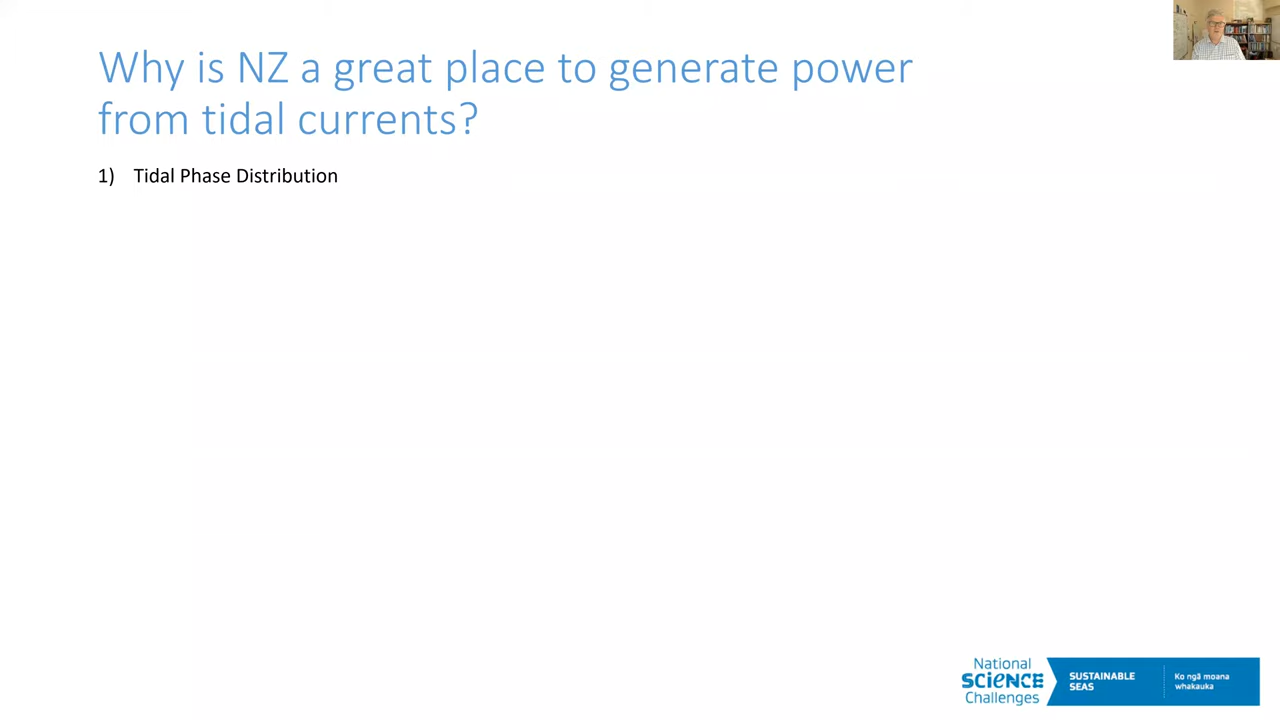 Why is NZ a great place to generate power
from tidal currents?
1) Tidal Phase Distribution
National
SCIENCE
Challenges
SUSTAINABLE
SEAS
Ko ngā moana
whakauka